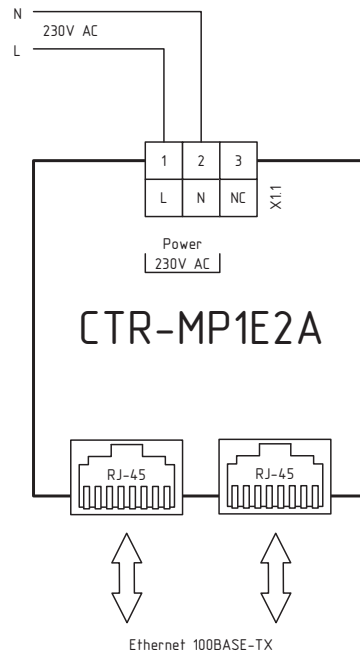 N
230V AC
L
1 2 3
L N NC
X1.1
Power
230V AC
CTR-MP1E2A
RJ-45 RJ-45
Ethernet 100BASE-TX